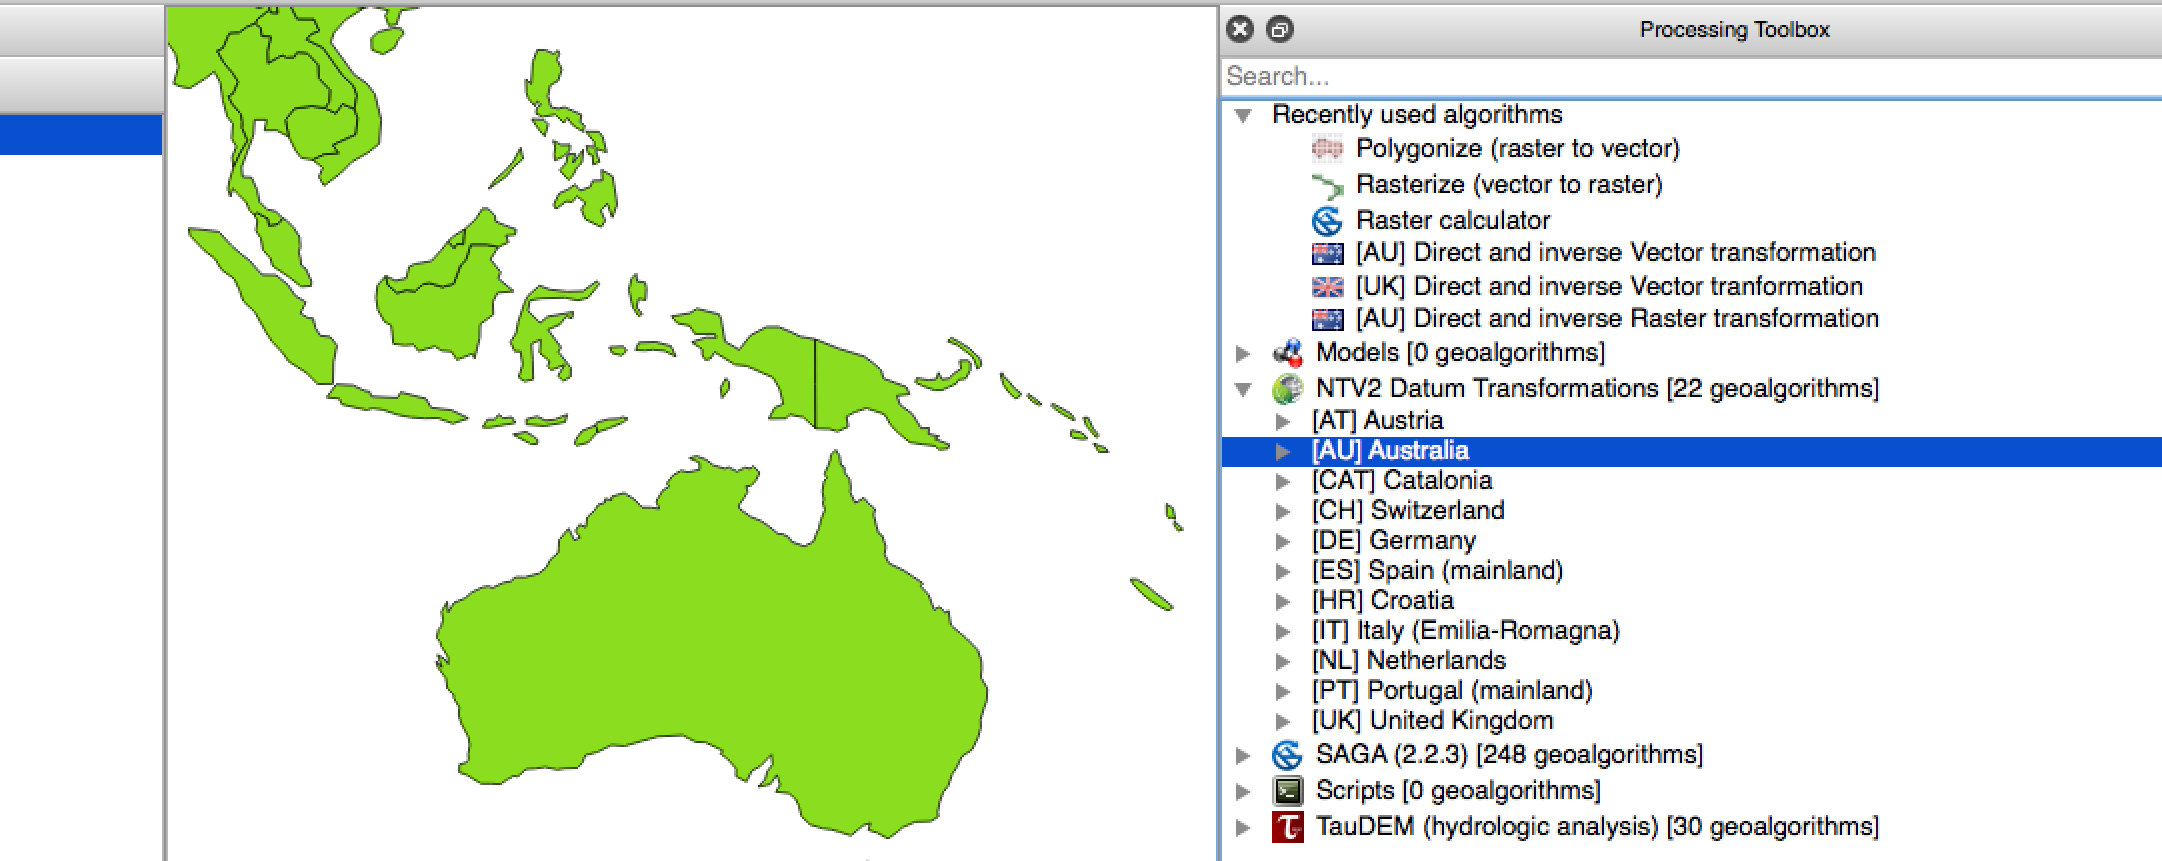 Processing Toolbox
Search...
Recently used algorithms
Polygonize (raster to vector)
Rasterize (vector to raster)
Raster calculator
[AU] Direct and inverse Vector transformation
[UK] Direct and inverse Vector tranformation
[AU] Direct and inverse Raster transformation
Models [0 geoalgorithms]
NTV2 Datum Transformations [22 geoalgorithms]
[AT] Austria
[AU] Australia
[CAT] Catalonia
[CH] Switzerland
[DE] Germany
[ES] Spain (mainland)
[HR] Croatia
[IT] Italy (Emilia-Romagna)
[NL] Netherlands
[PT] Portugal (mainland)
[UK] United Kingdom
SAGA (2.2.3) [248 geoalgorithms]
Scripts [0 geoalgorithms]
TauDEM (hydrologic analysis) [30 geoalgorithms]